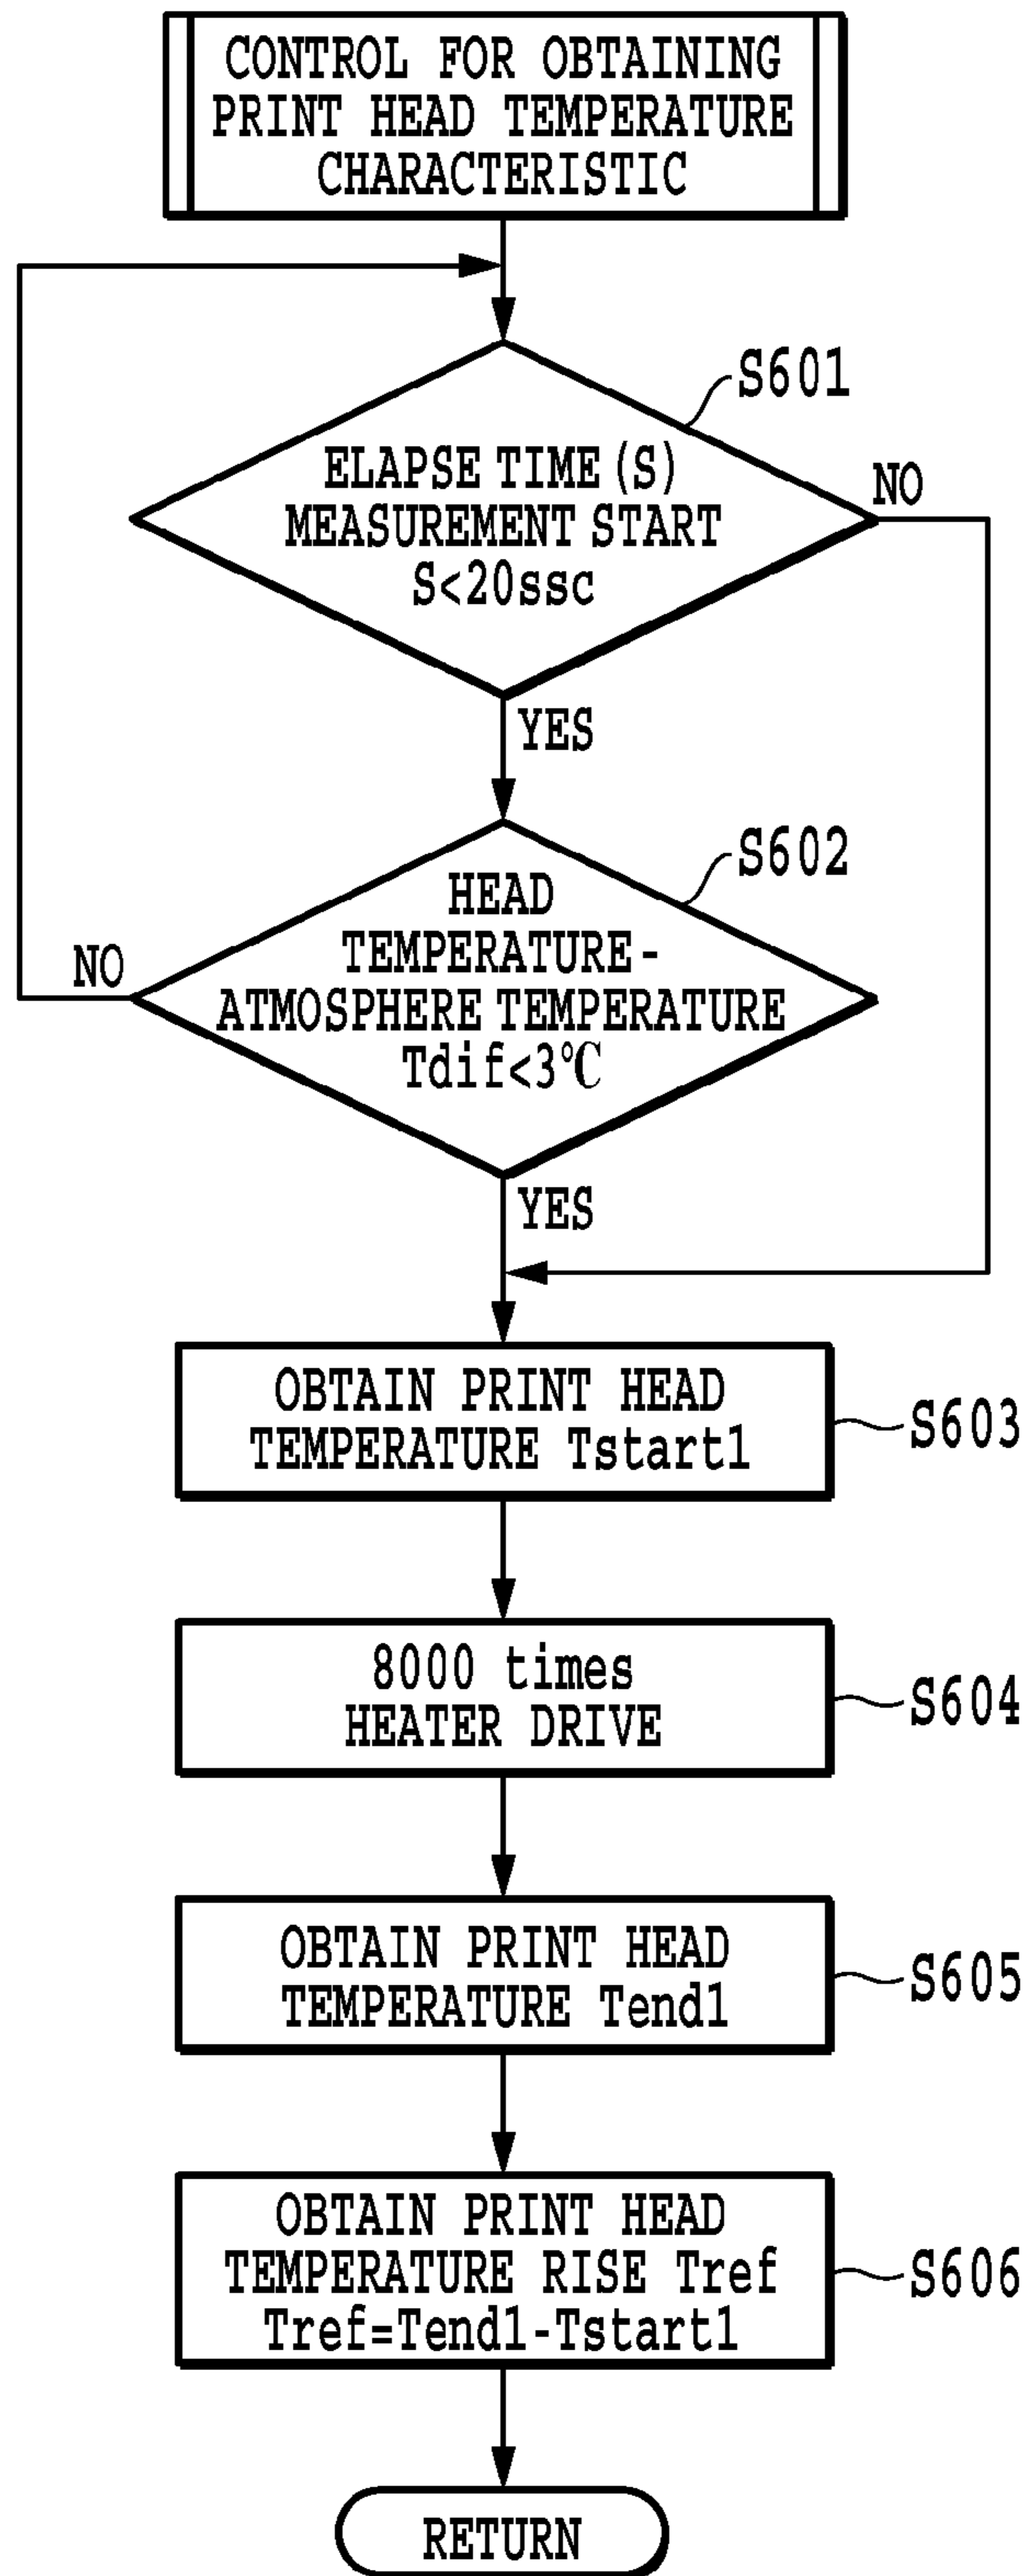 CONTROL FOR OBTAINING
PRINT HEAD TEMPERATURE
CHARACTERISTIC
S601
ELAPSE TIME (S)
MEASUREMENT START
S<20ssc
NO
YES
S602
HEAD
TEMPERATURE-
ATMOSPHERE TEMPERATURE
Tdif<3℃
NO
YES
OBTAIN PRINT HEAD
TEMPERATURE Tstart1
S603
8000 times
HEATER DRIVE
S604
OBTAIN PRINT HEAD
TEMPERATURE Tend1
S605
OBTAIN PRINT HEAD
TEMPERATURE RISE Tref
Tref=Tend1-Tstart1
S606
RETURN